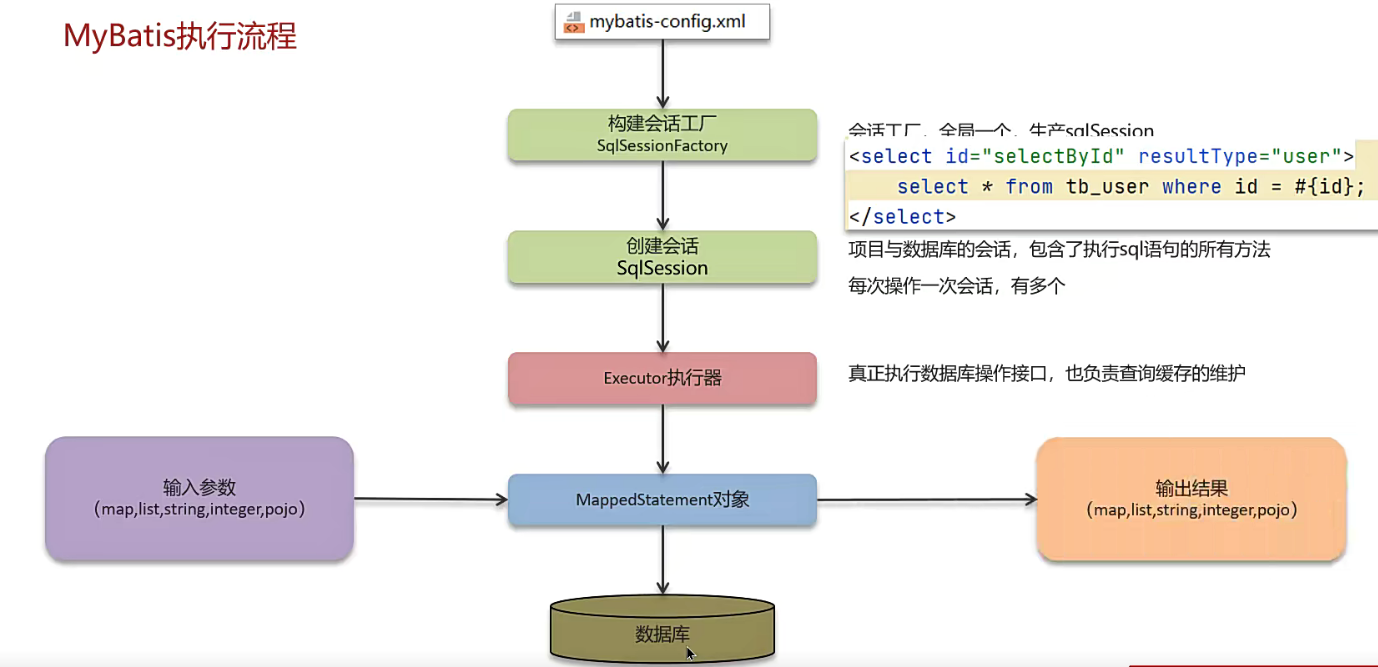 MyBatis执行流程
mybatis-config.xml
构建会话工厂
SqlSessionFactory
会话工厂，全局一个，生产sqlSession
<select id="selectById" resultType="user">
select * from tb_user where id = #{id};
</select>
创建会话
SqlSession
项目与数据库的会话，包含了执行sql语句的所有方法
每次操作一次会话，有多个
Executor执行器
真正执行数据库操作接口，也负责查询缓存的维护
输入参数
（map,list,string,integer,pojo）
MappedStatement对象
输出结果
（map,list,string,integer,pojo）
数据库